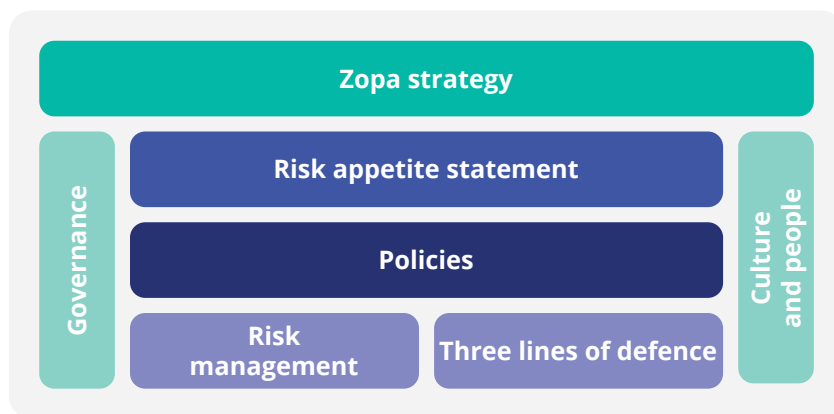 Zopa strategy
Governance
Risk appetite statement
Policies
Risk
management
Three lines of defence
Culture
and people